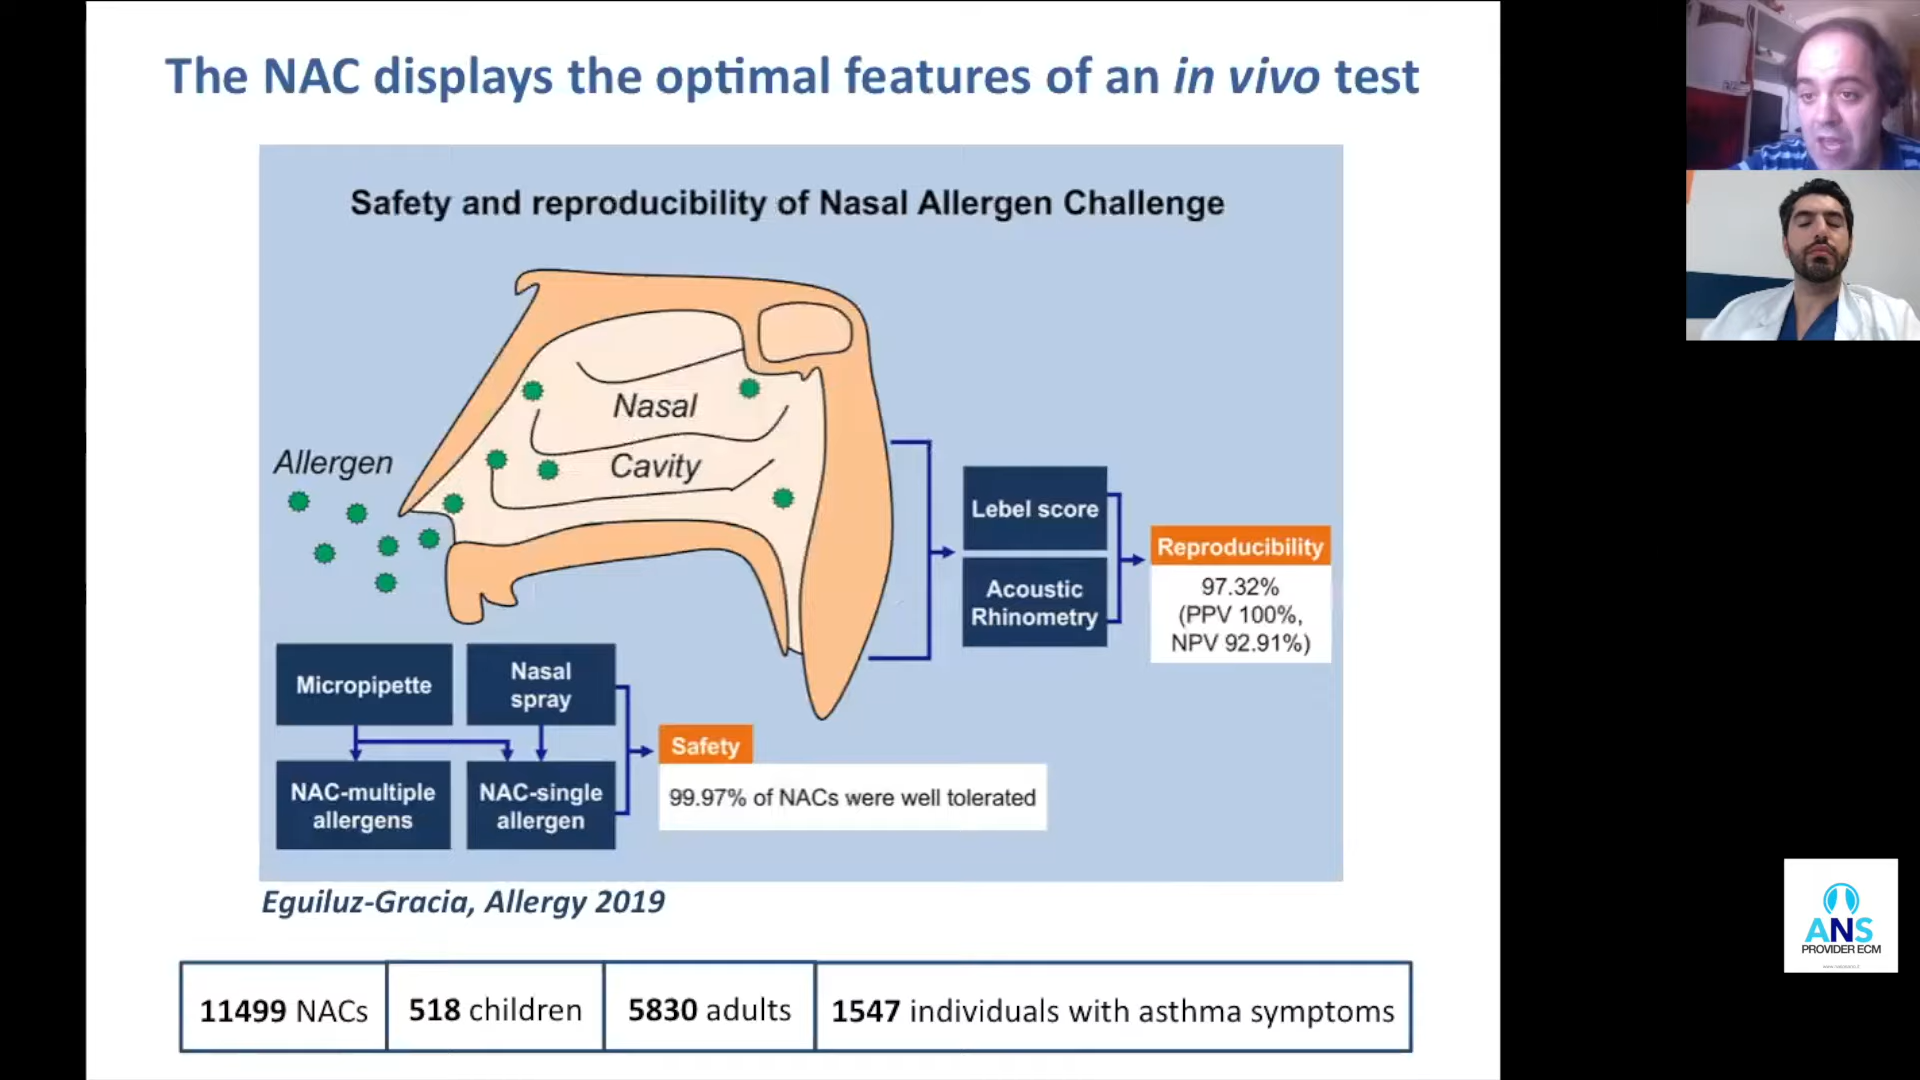 The NAC displays the optimal features of an in vivo test
Safety and reproducibility of Nasal Allergen Challenge
Nasal
Cavity
Allergen
Lebel score
Acoustic
Rhinometry
Reproducibility
97.32%
(PPV 100%,
NPV 92.91%)
Micropipette
Nasal
spray
NAC-multiple
allergens
NAC-single
allergen
Safety
99.97% of NACs were well tolerated
Eguiluz-Gracia, Allergy 2019
11499 NACs
518 children
5830 adults
1547 individuals with asthma symptoms
ANS
PROVIDER ECM